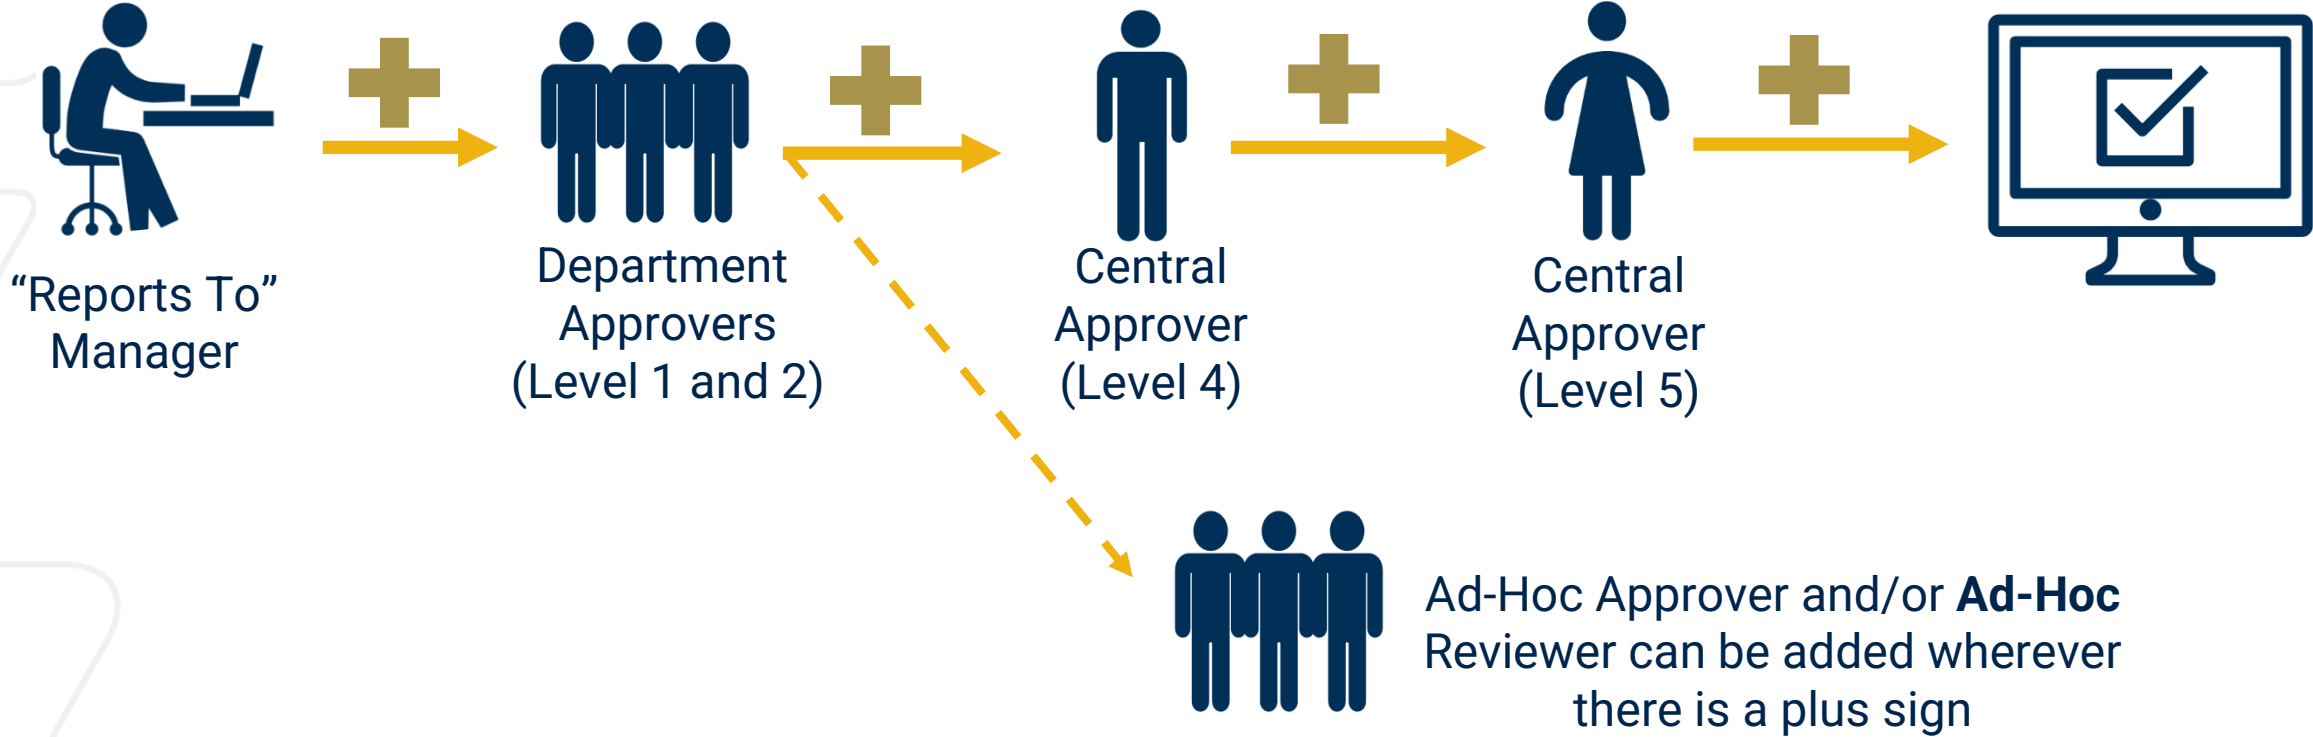 “Reports To”
Manager
Department
Approvers
(Level 1 and 2)
Central
Approver
(Level 4)
Central
Approver
(Level 5)
Ad-Hoc Approver and/or Ad-Hoc
Reviewer can be added wherever
there is a plus sign